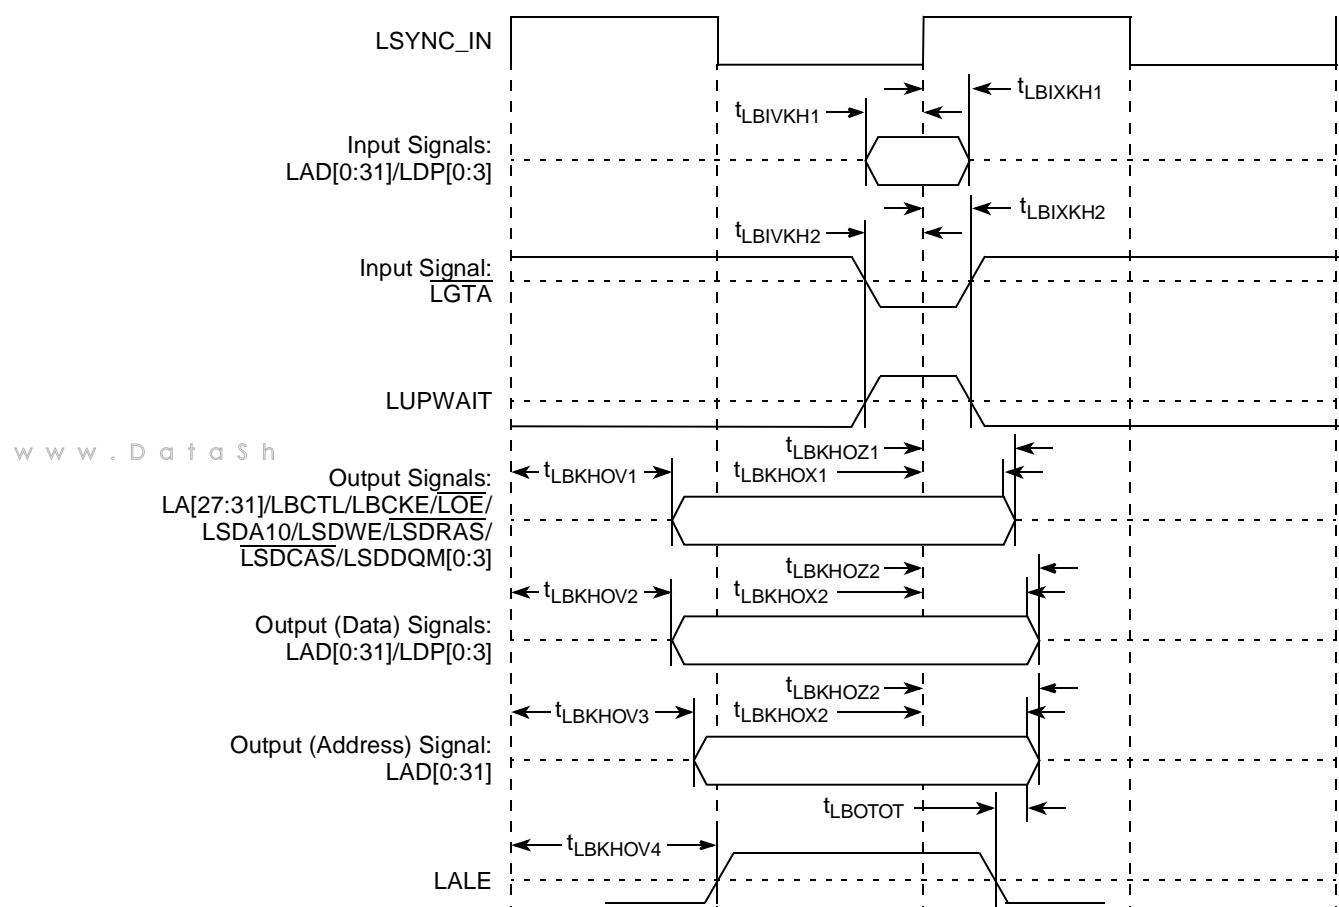 LSYNC_IN
tLBIXKH1
tLBIVKH1
Input Signals:
LAD[0:31]/LDP[0:3]
tLBIXKH2
tLBIVKH2
Input Signal:
LGTA
LUPWAIT
www.DataSh
tLBKHOZ1
tLBKHOV1
tLBKHOX1
Output Signals:
LA[27:31]/LBCTL/LBCKE/LOE/
LSDA10/LSDWE/LSDRAS/
LSDCAS/LSDDQM[0:3]
tLBKHOZ2
tLBKHOV2
tLBKHOX2
Output (Data) Signals:
LAD[0:31]/LDP[0:3]
tLBKHOZ2
tLBKHOV3
tLBKHOX2
Output (Address) Signal:
LAD[0:31]
tLBOTOT
tLBKHOV4
LALE